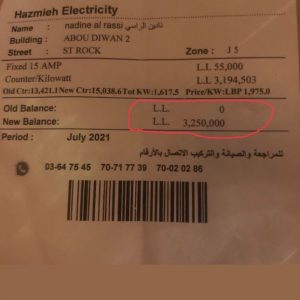 Hazmieh Electricity
Name : nadine al rassi نادين الراسي
Building : ABOU DIWAN 2
Street : ST ROCK Zone : J 5
Fixed 15 AMP L.L 55,000
Counter/Kilowatt L.L 3,194,503
Old Ctr:13,421.1 New Ctr:15,038.6 Tot KW:1,617.5 Price/KW:LBP 1,975.0
Old Balance: L.L. 0
New Balance: L.L. 3,250,000
Period : July 2021
للمراجعة والصيانة والتركيب الاتصال بالأرقام
03-64 75 45 70-71 77 39 70-02 02 86